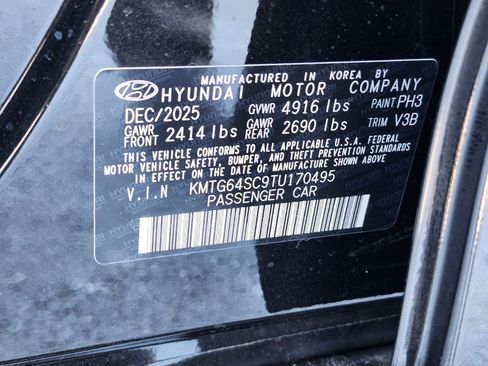 MANUFACTURED IN KOREA BY
HYUNDAI MOTOR COMPANY
DEC/2025 GVWR 4916 lbs PAINT PH3
GAWR FRONT 2414 lbs GAWR REAR 2690 lbs TRIM V3B
THIS VEHICLE CONFORMS TO ALL APPLICABLE U.S.A. FEDERAL
MOTOR VEHICLE SAFETY, BUMPER, AND THEFT PREVENTION STANDARDS
IN EFFECT ON THE DATE OF MANUFACTURE SHOWN ABOVE.
V.I.N KMTG64SC9TU170495
PASSENGER CAR